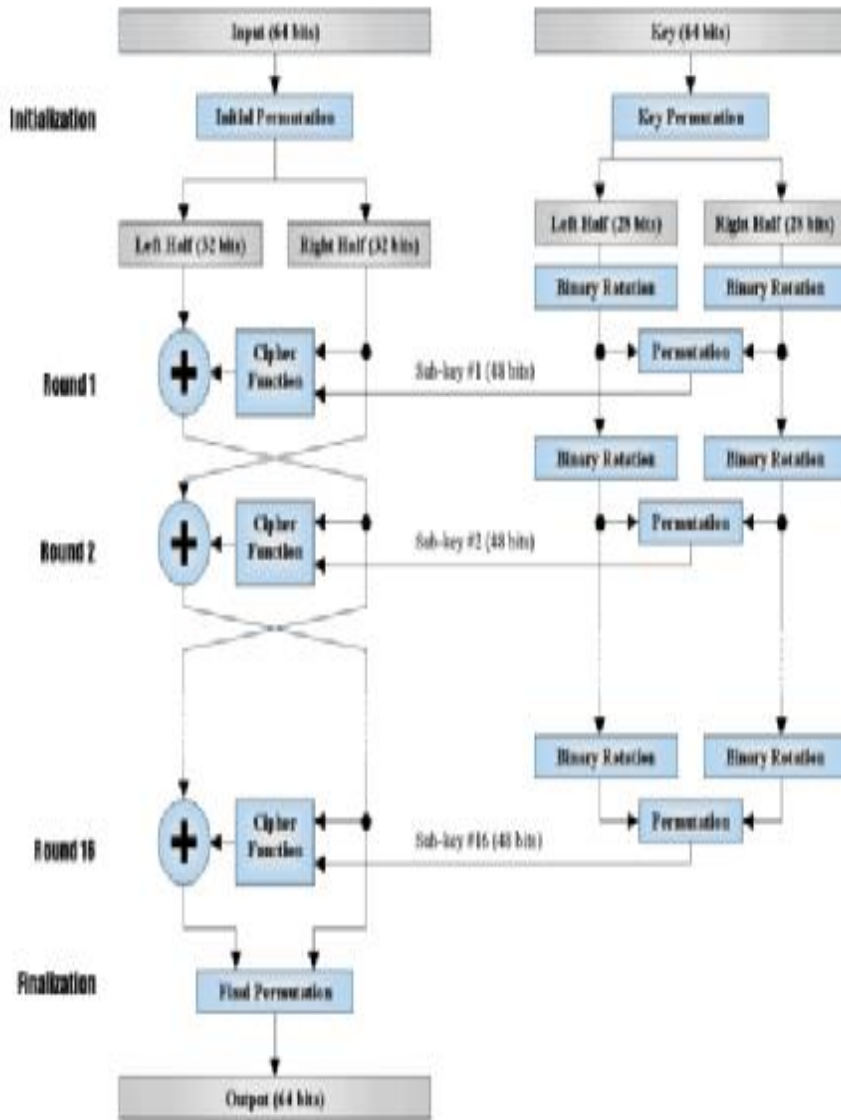 Input (64 bits)
Key (64 bits)
Initialization
Initial Permutation
Key Permutation
Left Half (32 bits)
Right Half (32 bits)
Left Half (28 bits)
Right Half (28 bits)
Binary Rotation
Binary Rotation
Round 1
Cipher
Function
Sub-key #1 (48 bits)
Permutation
Binary Rotation
Binary Rotation
Round 2
Cipher
Function
Sub-key #2 (48 bits)
Permutation
Binary Rotation
Binary Rotation
Round 16
Cipher
Function
Sub-key #16 (48 bits)
Permutation
Finalization
Final Permutation
Output (64 bits)